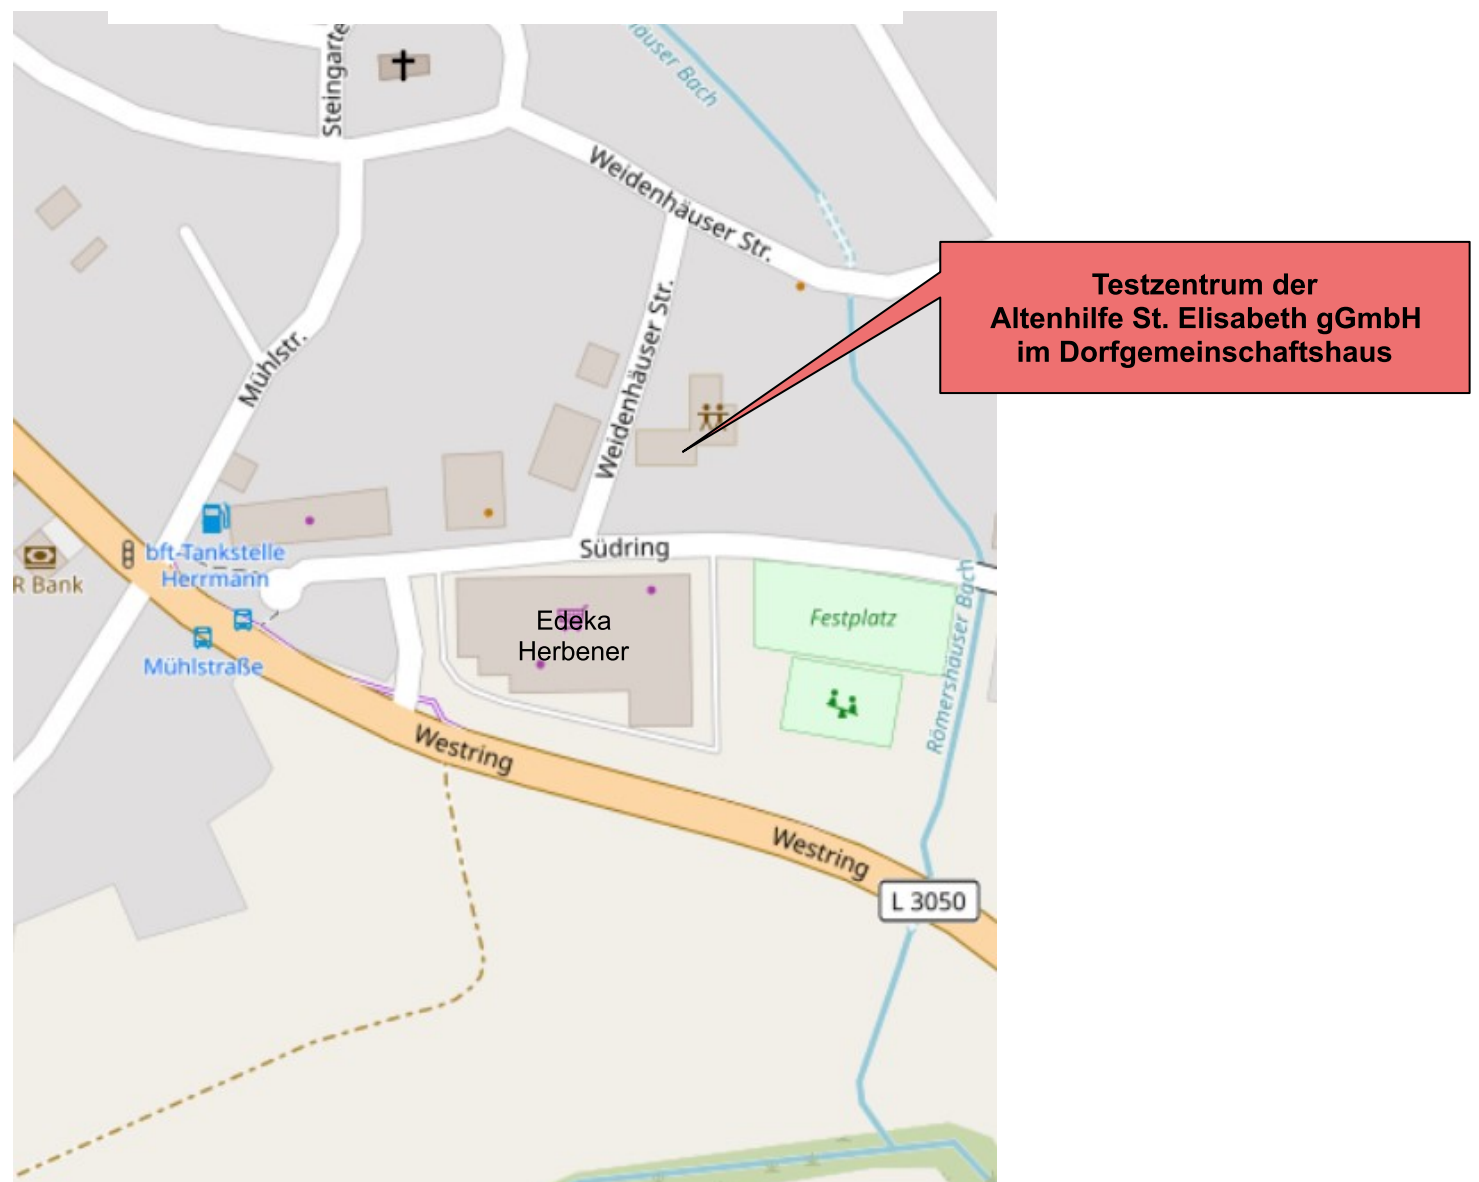 Steingarte
häuser Bach
Weidenhäuser Str.
Testzentrum der
Altenhilfe St. Elisabeth gGmbH
im Dorfgemeinschaftshaus
Mühlstr.
Weidenhäuser Str.
bft-Tankstelle
Herrmann
R Bank
Südring
Edeka
Herbener
Festplatz
Mühlstraße
Römershäuser Bach
Westring
Westring
L 3050